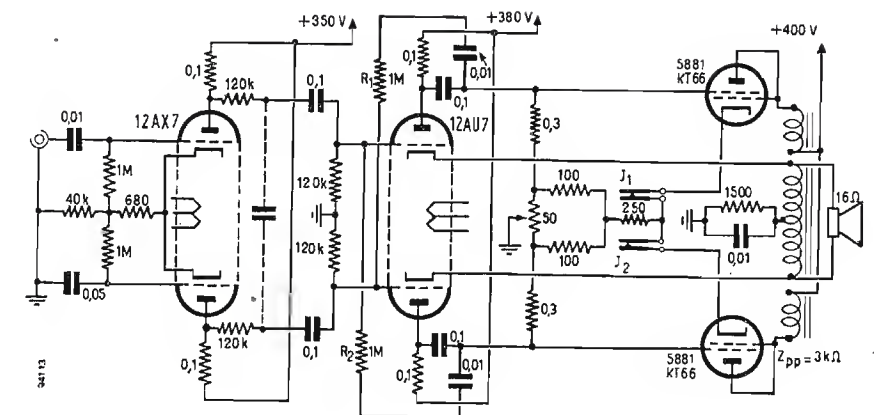 +350 V
+380 V
+400 V
0,1
120k
0,1
R₁
1M
0,1
0,1
0,01
5881
KT66
0,01
12AX7
12AU7
0,3
1M
120k
100
J₁
40k
680
50
250
1500
16Ω
1M
120k
100
J₂
0,01
0,05
0,3
120k
0,1
R₂
1M
0,1
0,01
0,1
0,1
5881
KT66
Zpp = 3kΩ
94113